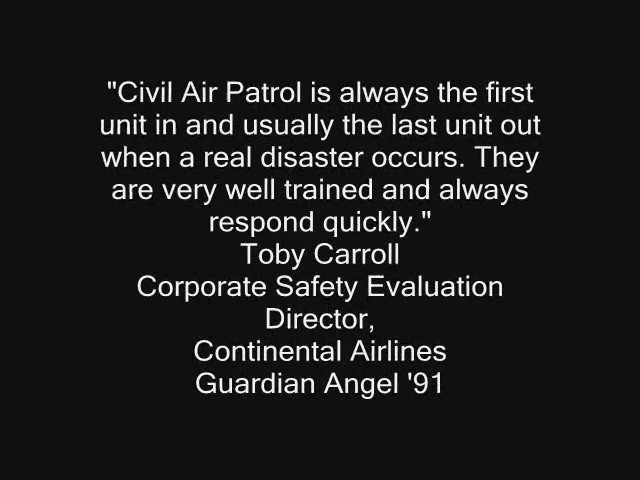 "Civil Air Patrol is always the first
unit in and usually the last unit out
when a real disaster occurs. They
are very well trained and always
respond quickly."
Toby Carroll
Corporate Safety Evaluation
Director,
Continental Airlines
Guardian Angel '91